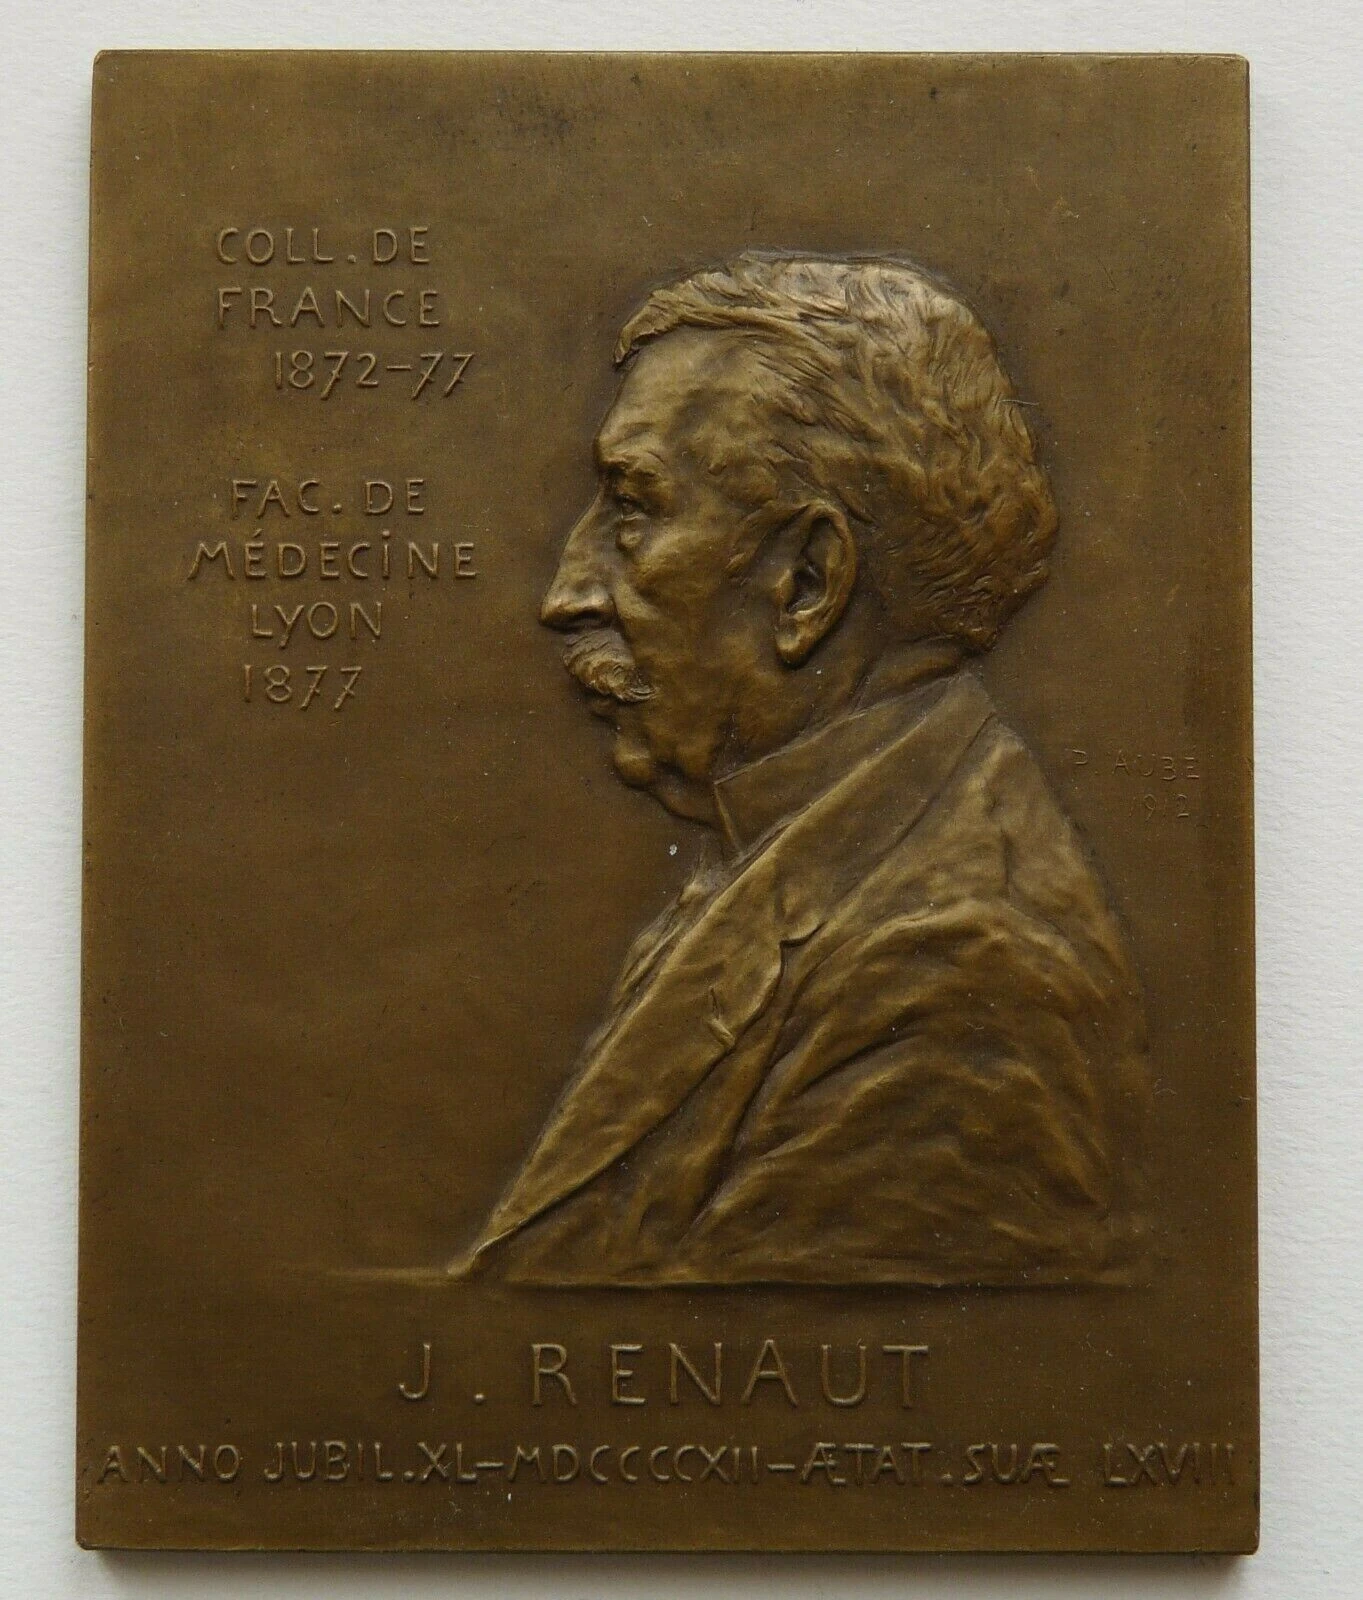 COLL. DE
FRANCE
1872-77
FAC. DE
MÉDECINE
LYON
1877
P. AUBÉ
1912
J. RENAUT
ANNO JUBIL. XL-MDCCCCXII-ÆTAT. SUÆ LXVIII